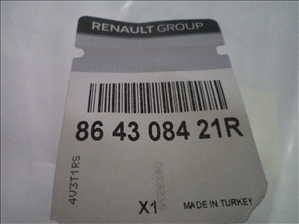 RENAULT GROUP
86 43 084 21R
4V3T1RS
X1
MADE IN TURKEY